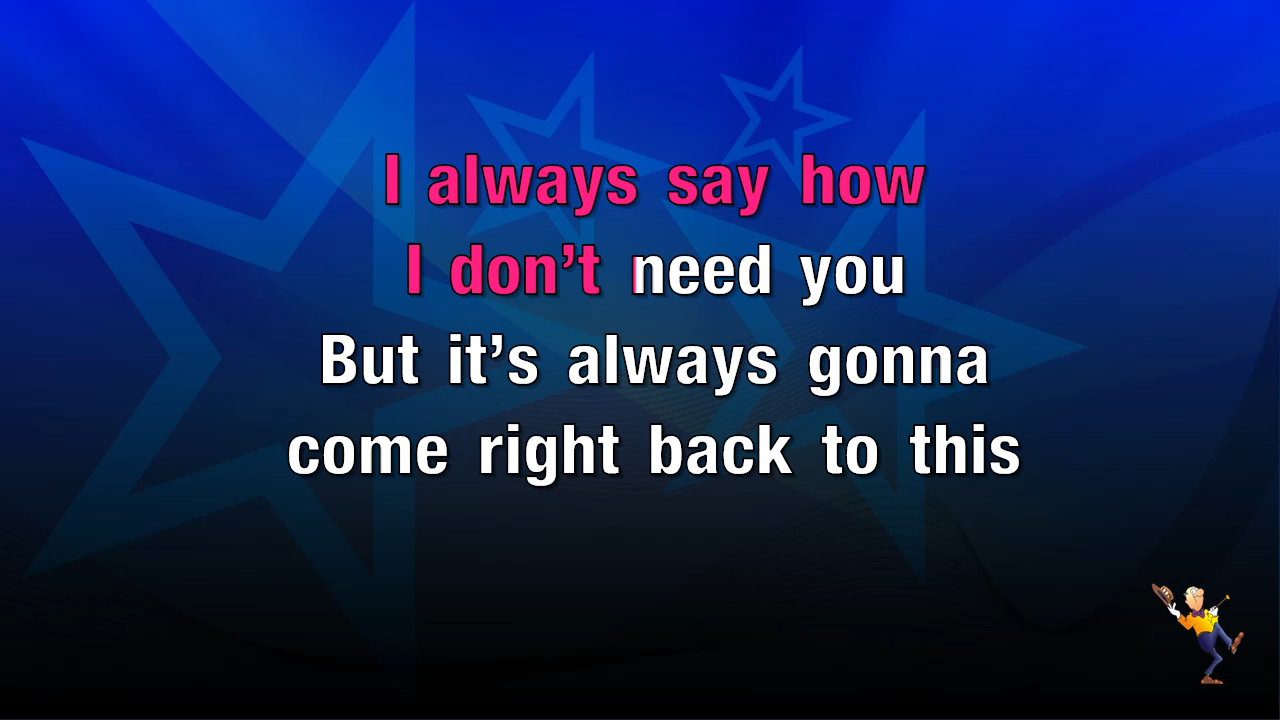 I always say how
I don’t need you
But it’s always gonna
come right back to this